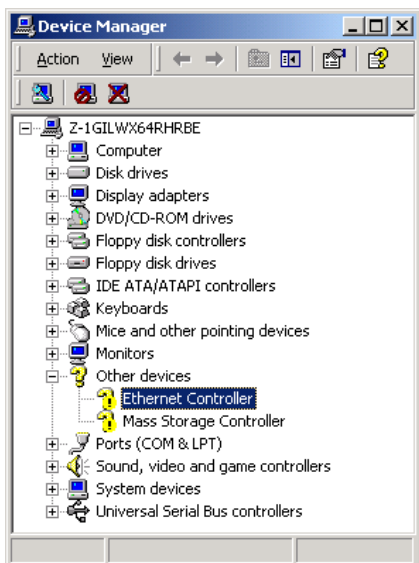 Device Manager
Action View
Z-1GILWX64RHRBE
Computer
Disk drives
Display adapters
DVD/CD-ROM drives
Floppy disk controllers
Floppy disk drives
IDE ATA/ATAPI controllers
Keyboards
Mice and other pointing devices
Monitors
Other devices
Ethernet Controller
Mass Storage Controller
Ports (COM & LPT)
Sound, video and game controllers
System devices
Universal Serial Bus controllers